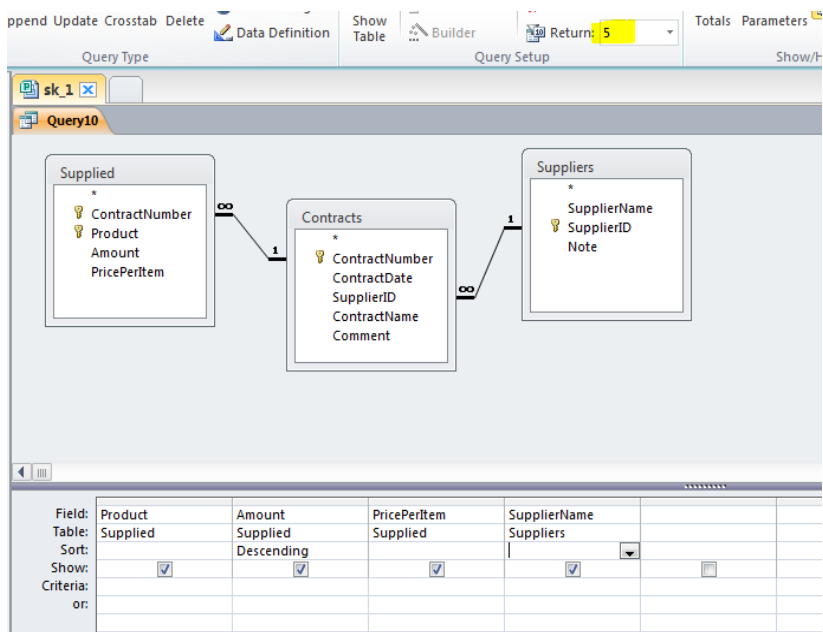 ppend Update Crosstab Delete
Data Definition
Show
Table
Builder
Return: 5
Totals Parameters
Query Type
Query Setup
Show/H
sk_1
Query10
Supplied
*
ContractNumber
Product
Amount
PricePerItem
∞
1
Contracts
*
ContractNumber
ContractDate
SupplierID
ContractName
Comment
∞
1
Suppliers
*
SupplierName
SupplierID
Note
Field: Product Amount PricePerItem SupplierName
Table: Supplied Supplied Supplied Suppliers
Sort: Descending
Show:
Criteria:
or: